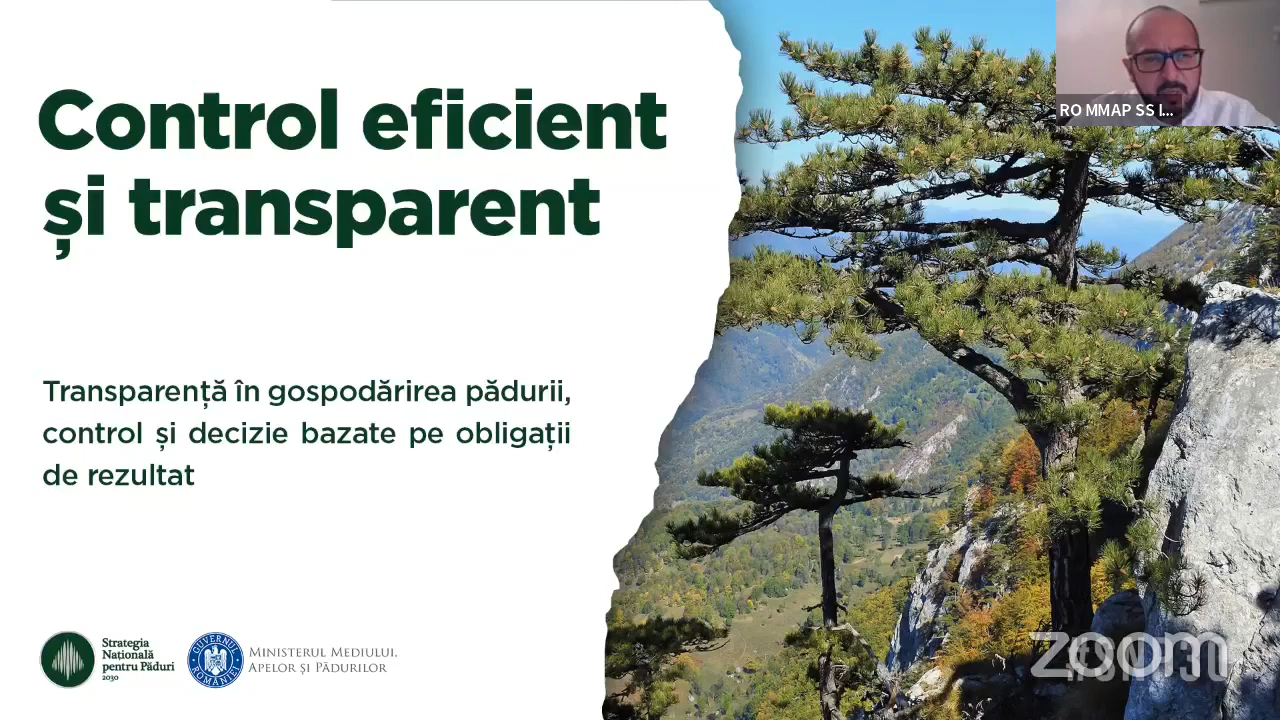 Control eficient
și transparent
RO MMAP SS I...
Transparență în gospodărirea pădurii,
control și decizie bazate pe obligații
de rezultat
Strategia
Națională
pentru Păduri
2030
GUVERNUL
ROMÂNIEI
MINISTERUL MEDIULUI,
APELOR ȘI PĂDURILOR
zoom